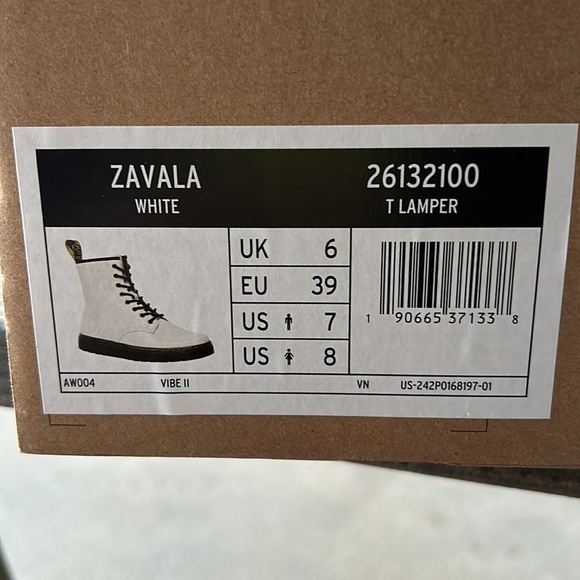 ZAVALA
WHITE
26132100
T LAMPER
UK 6
EU 39
US 7
US 8
1 90665 37133 8
AW004 VIBE II VN US-242P0168197-01